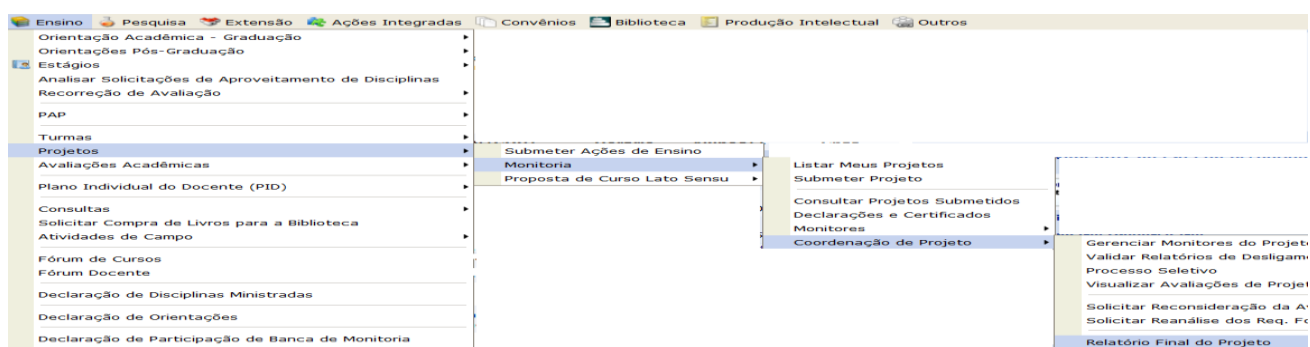 Ensino Pesquisa Extensão Ações Integradas Convênios Biblioteca Produção Intelectual Outros
Orientação Acadêmica - Graduação
Orientações Pós-Graduação
Estágios
Analisar Solicitações de Aproveitamento de Disciplinas
Recorreção de Avaliação
PAP
Turmas
Projetos
Avaliações Acadêmicas
Plano Individual do Docente (PID)
Consultas
Solicitar Compra de Livros para a Biblioteca
Atividades de Campo
Fórum de Cursos
Fórum Docente
Declaração de Disciplinas Ministradas
Declaração de Orientações
Declaração de Participação de Banca de Monitoria
Submeter Ações de Ensino
Monitoria
Proposta de Curso Lato Sensu
Listar Meus Projetos
Submeter Projeto
Consultar Projetos Submetidos
Declarações e Certificados
Monitores
Coordenação de Projeto
Gerenciar Monitores do Projet
Validar Relatórios de Desligam
Processo Seletivo
Visualizar Avaliações de Proje
Solicitar Reconsideração da A
Solicitar Reanálise dos Req. Fo
Relatório Final do Projeto